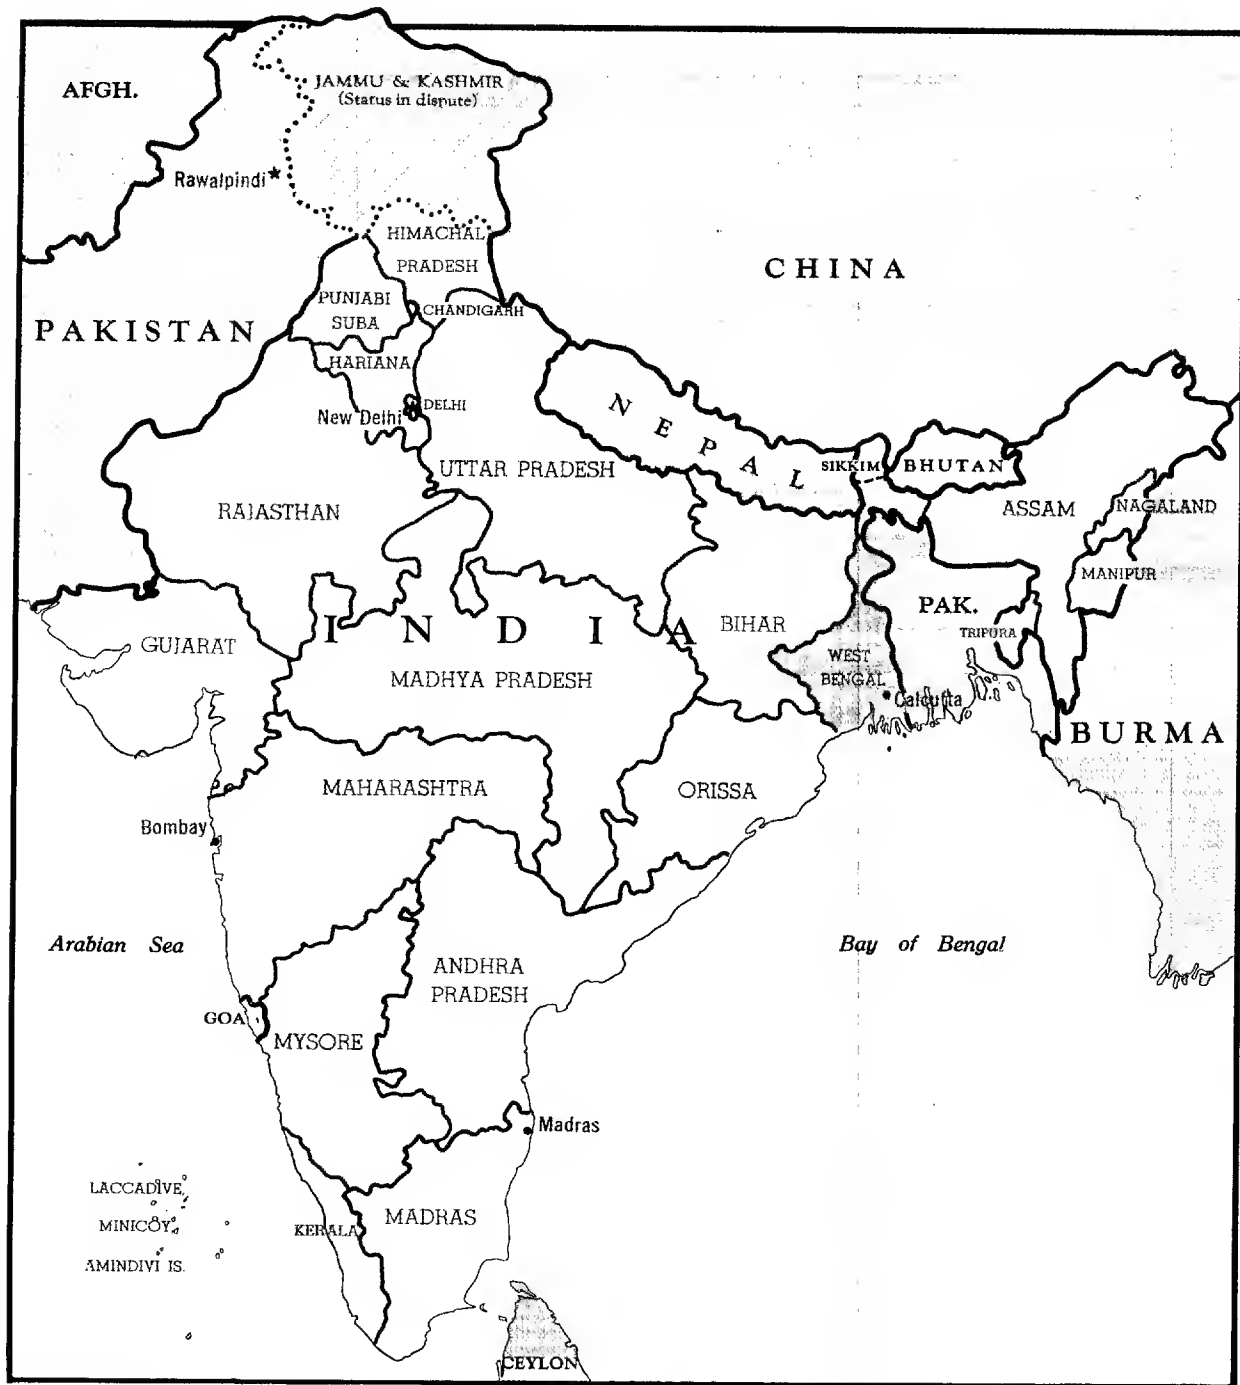 AFGH.
JAMMU & KASHMIR
(Status in dispute)
Rawalpindi
HIMACHAL
PRADESH
CHINA
PUNJABI
SUBA
CHANDIGARH
PAKISTAN
HARIANA
New Delhi
DELHI
NEPAL
UTTAR PRADESH
SIKKIM
BHUTAN
RAJASTHAN
ASSAM
NAGALAND
MANIPUR
PAK.
INDIA
BIHAR
TRIPURA
GUJARAT
WEST
BENGAL
MADHYA PRADESH
Calcutta
BURMA
MAHARASHTRA
ORISSA
Bombay
Arabian Sea
Bay of Bengal
ANDHRA
PRADESH
GOA
MYSORE
Madras
LACCADIVE,
MINICOY,
AMINDIVI IS.
KERALA
MADRAS
CEYLON